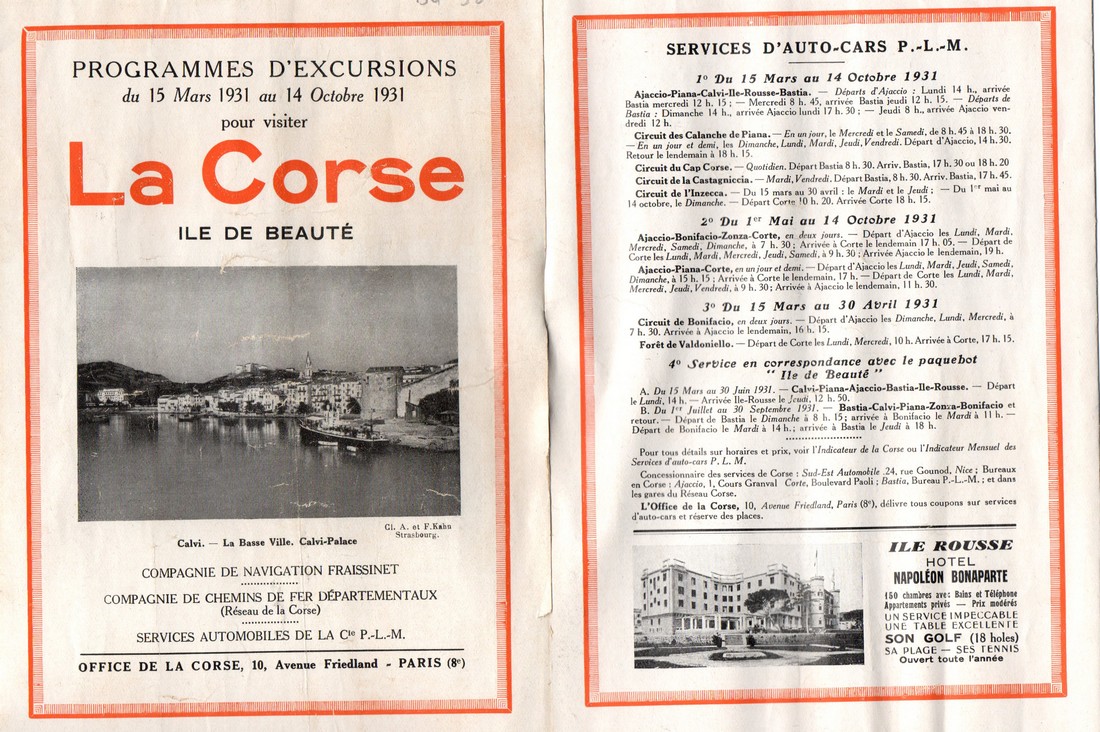 PROGRAMMES D'EXCURSIONS
du 15 Mars 1931 au 14 Octobre 1931
pour visiter
La Corse
ILE DE BEAUTÉ
Cl. A. et F. Kahu
Strasbourg.
Calvi. — La Basse Ville. Calvi-Palace
COMPAGNIE DE NAVIGATION FRAISSINET
COMPAGNIE DE CHEMINS DE FER DÉPARTEMENTAUX
(Réseau de la Corse)
SERVICES AUTOMOBILES DE LA Cte P.-L.-M.
OFFICE DE LA CORSE, 10, Avenue Friedland - PARIS (8e)
SERVICES D'AUTO-CARS P.-L.-M.
1º Du 15 Mars au 14 Octobre 1931
Ajaccio-Piana-Calvi-Ile-Rousse-Bastia. — Départs d'Ajaccio : Lundi 14 h., arrivée
Bastia mercredi 12 h. 15 ; — Mercredi 8 h. 45, arrivée Bastia jeudi 12 h. 15. — Départs de
Bastia : Dimanche 14 h., arrivée Ajaccio lundi 17 h. 30 ; — Jeudi 8 h., arrivée Ajaccio ven-
dredi 12 h.
Circuit des Calanche de Piana. — En un jour, le Mercredi et le Samedi, de 8 h. 45 à 18 h. 30.
— En un jour et demi, les Dimanche, Lundi, Mardi, Jeudi, Vendredi. Départ d'Ajaccio, 14 h. 30.
Retour le lendemain à 18 h. 15.
Circuit du Cap Corse. — Quotidien. Départ Bastia 8 h. 30. Arriv. Bastia, 17 h. 30 ou 18 h. 20
Circuit de la Castagniccia. — Mardi, Vendredi. Départ Bastia, 8 h. 30. Arriv. Bastia, 17 h. 45.
Circuit de l'Inzecca. — Du 15 mars au 30 avril : le Mardi et le Jeudi ; — Du 1er mai au
14 octobre, le Dimanche. — Départ Corte 10 h. 20. Arrivée Corte 18 h. 15.
2º Du 1er Mai au 14 Octobre 1931
Ajaccio-Bonifacio-Zonza-Corte, en deux jours. — Départ d'Ajaccio les Lundi, Mardi,
Mercredi, Samedi, Dimanche, à 7 h. 30 ; Arrivée à Corte le lendemain 17 h. 05. — Départ de
Corte les Lundi, Mardi, Mercredi, Jeudi, Samedi, à 9 h. 30 ; Arrivée Ajaccio le lendemain, 19 h.
Ajaccio-Piana-Corte, en un jour et demi. — Départ d'Ajaccio les Lundi, Mardi, Jeudi, Samedi,
Dimanche, à 15 h. 15 ; Arrivée à Corte le lendemain, 17 h. — Départ de Corte les Lundi, Mardi,
Mercredi, Jeudi, Vendredi, à 9 h. 30 ; Arrivée à Ajaccio le lendemain, 11 h. 30.
3º Du 15 Mars au 30 Avril 1931
Circuit de Bonifacio, en deux jours. — Départ d'Ajaccio les Dimanche, Lundi, Mercredi, à
7 h. 30. Arrivée à Ajaccio le lendemain, 16 h. 15.
Forêt de Valdoniello. — Départ de Corte les Lundi, Mercredi, 10 h. Arrivée à Corte, 17 h. 15.
4º Service en correspondance avec le paquebot
" Ile de Beauté "
A. Du 15 Mars au 30 Juin 1931. — Calvi-Piana-Ajaccio-Bastia-Ile-Rousse. — Départ
le Lundi, 14 h. — Arrivée Ile-Rousse le Jeudi, 12 h. 50.
B. Du 1er Juillet au 30 Septembre 1931. — Bastia-Calvi-Piana-Zonza-Bonifacio et
retour. — Départ de Bastia le Dimanche à 8 h. 15 ; arrivée à Bonifacio le Mardi à 11 h. —
Départ de Bonifacio le Mardi à 14 h. ; arrivée à Bastia le Jeudi à 18 h.
Pour tous détails sur horaires et prix, voir l'Indicateur de la Corse ou l'Indicateur Mensuel des
Services d'auto-cars P. L. M.
Concessionnaire des services de Corse : Sud-Est Automobile 24, rue Gounod, Nice ; Bureaux
en Corse : Ajaccio, 1, Cours Granval Corte, Boulevard Paoli ; Bastia, Bureau P.-L.-M. ; et dans
les gares du Réseau Corse.
L'Office de la Corse, 10, Avenue Friedland, Paris (8e), délivre tous coupons sur services
d'auto-cars et réserve des places.
ILE ROUSSE
HOTEL
NAPOLÉON BONAPARTE
150 chambres avec Bains et Téléphone
Appartements privés — Prix modérés
UN SERVICE IMPECCABLE
UNE TABLE EXCELLENTE
SON GOLF (18 holes)
SA PLAGE — SES TENNIS
Ouvert toute l'année